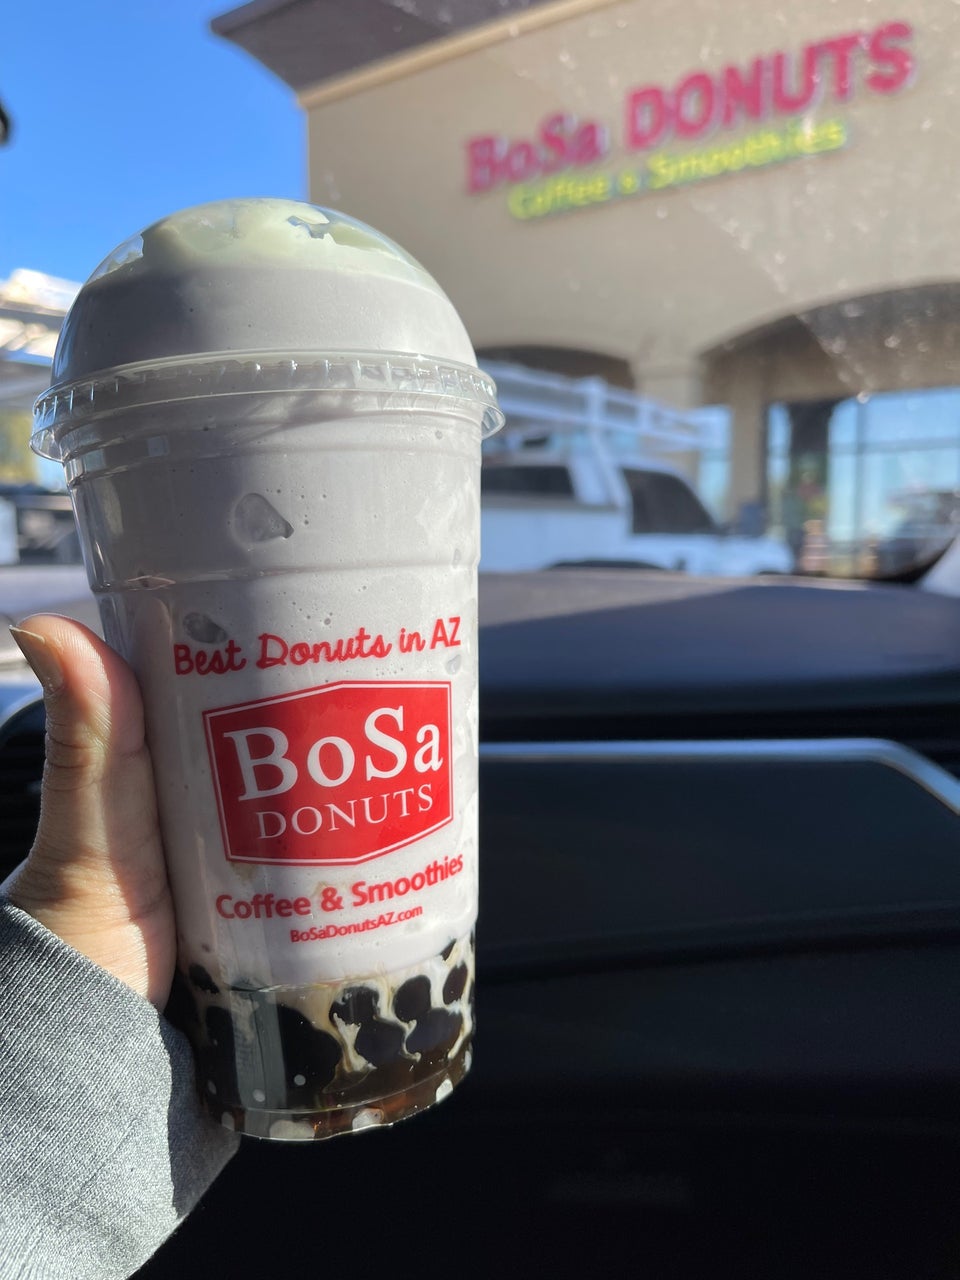 BoSa DONUTS
Coffee & Smoothies
Best Donuts in AZ
BoSa
DONUTS
Coffee & Smoothies
BoSaDonutsAZ.com